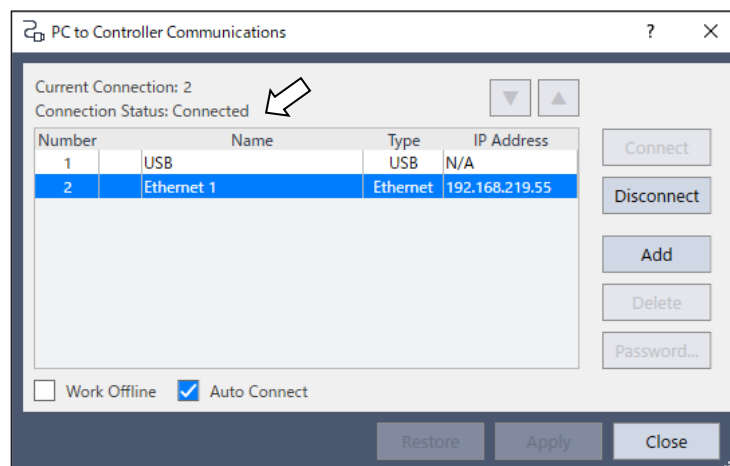 PC to Controller Communications ?
Current Connection: 2
Connection Status: Connected
Number Name Type IP Address
1 USB USB N/A
2 Ethernet 1 Ethernet 192.168.219.55
Connect
Disconnect
Add
Delete
Password...
Work Offline Auto Connect
Restore Apply Close